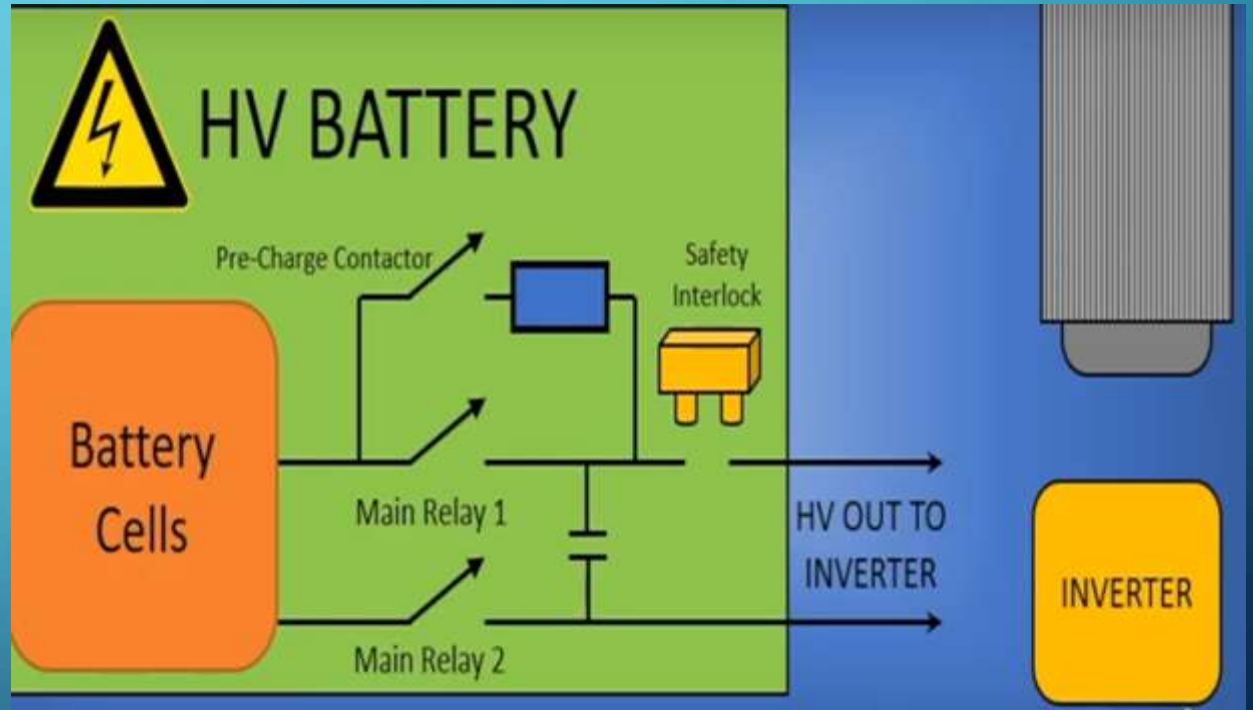 HV BATTERY
Pre-Charge Contactor
Safety
Interlock
Battery
Cells
Main Relay 1
HV OUT TO
INVERTER
INVERTER
Main Relay 2